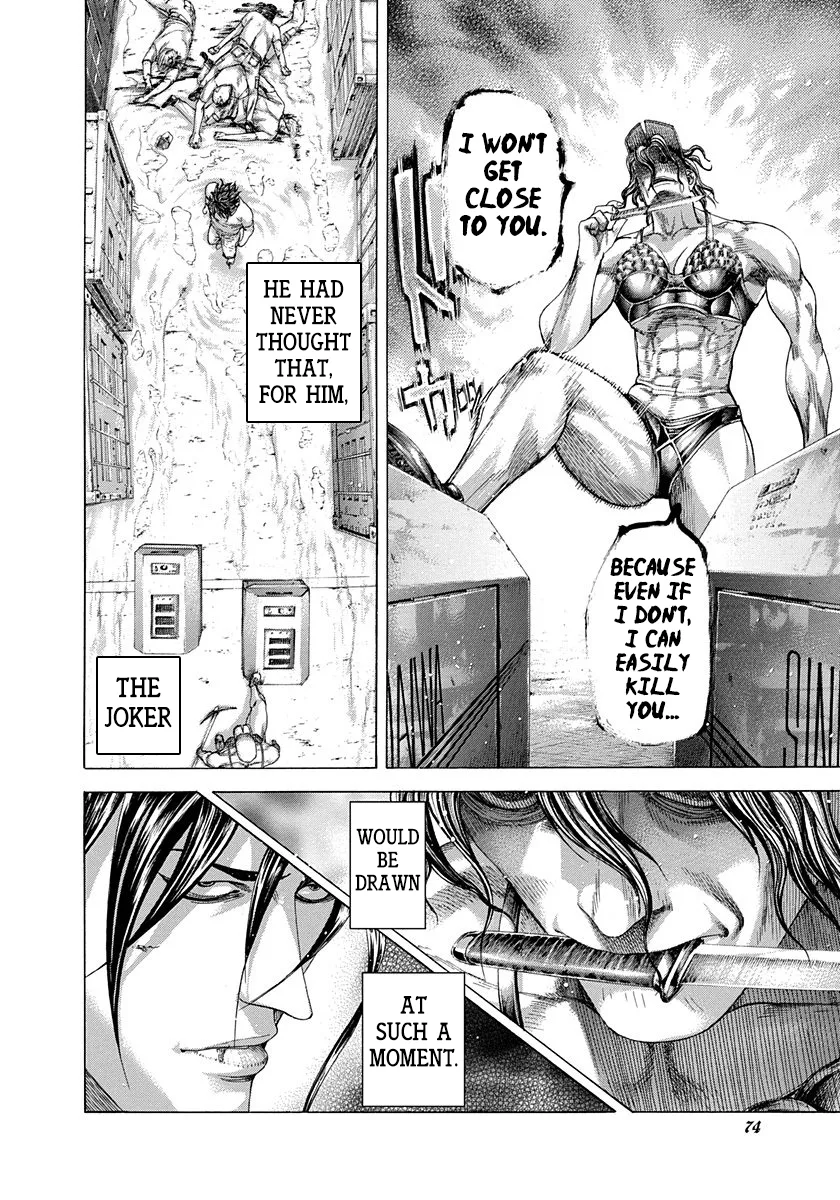 I WON'T
GET
CLOSE
TO YOU.
BECAUSE
EVEN IF
I DON'T,
I CAN
EASILY
KILL
YOU...
HE HAD
NEVER
THOUGHT
THAT,
FOR HIM,
THE
JOKER
WOULD
BE
DRAWN
AT
SUCH A
MOMENT.
74